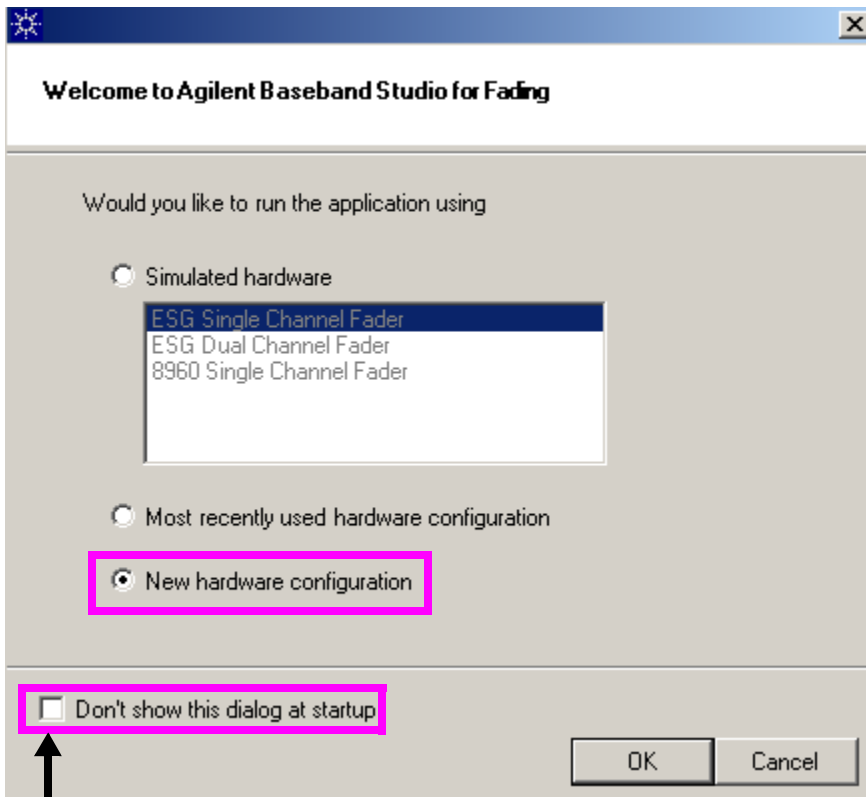 Welcome to Agilent Baseband Studio for Fading
Would you like to run the application using
Simulated hardware
ESG Single Channel Fader
ESG Dual Channel Fader
8960 Single Channel Fader
Most recently used hardware configuration
New hardware configuration
Don't show this dialog at startup
OK
Cancel